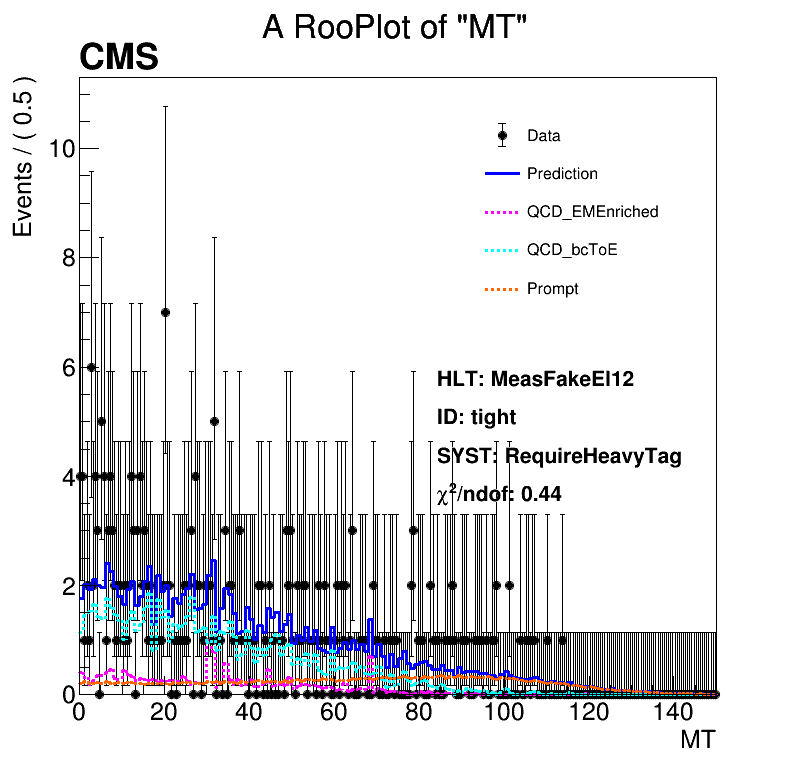 A RooPlot of "MT"
CMS
Events / ( 0.5 )
10
8
6
4
2
0
Data
Prediction
QCD_EMEnriched
QCD_bcToE
Prompt
HLT: MeasFakeEl12
ID: tight
SYST: RequireHeavyTag
χ²/ndof: 0.44
0 20 40 60 80 100 120 140
MT